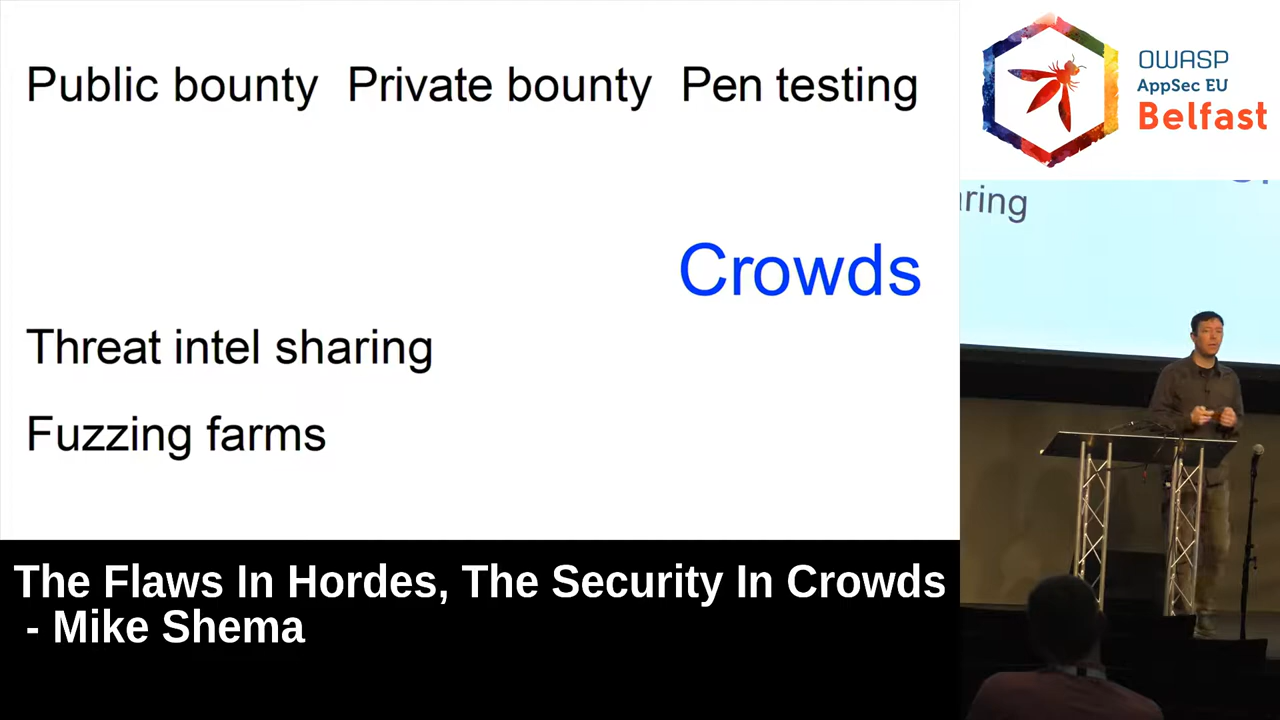 Public bounty Private bounty Pen testing
Crowds
Threat intel sharing
Fuzzing farms
OWASP
AppSec EU
Belfast
aring
The Flaws In Hordes, The Security In Crowds
- Mike Shema